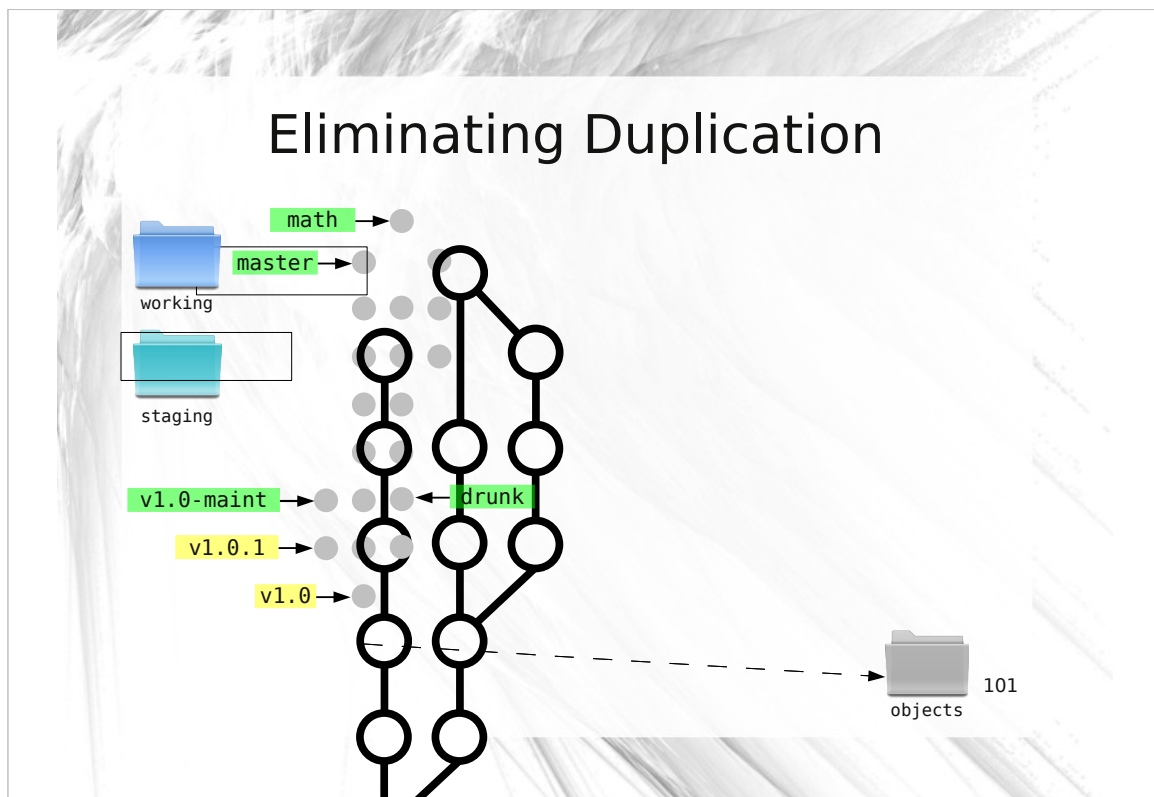 Eliminating Duplication
math
master
working
staging
v1.0-maint
drunk
v1.0.1
v1.0
101
objects